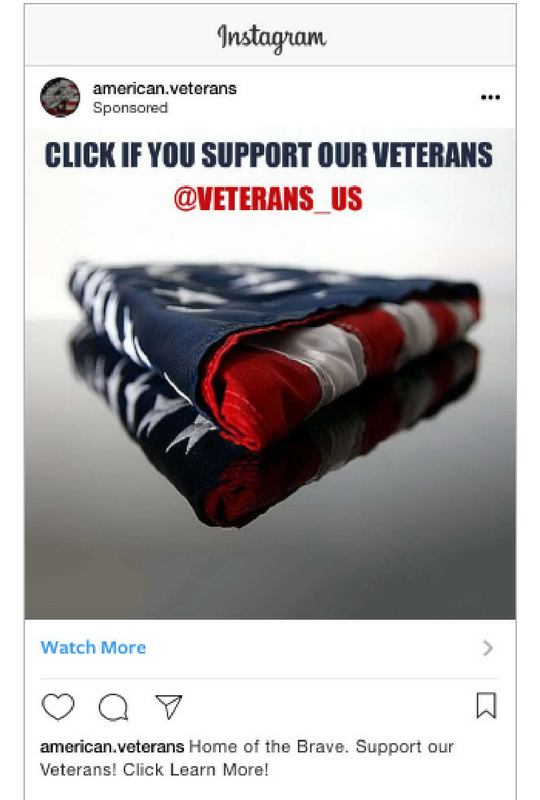 Instagram
american.veterans
Sponsored
CLICK IF YOU SUPPORT OUR VETERANS
@VETERANS_US
Watch More
american.veterans Home of the Brave. Support our
Veterans! Click Learn More!